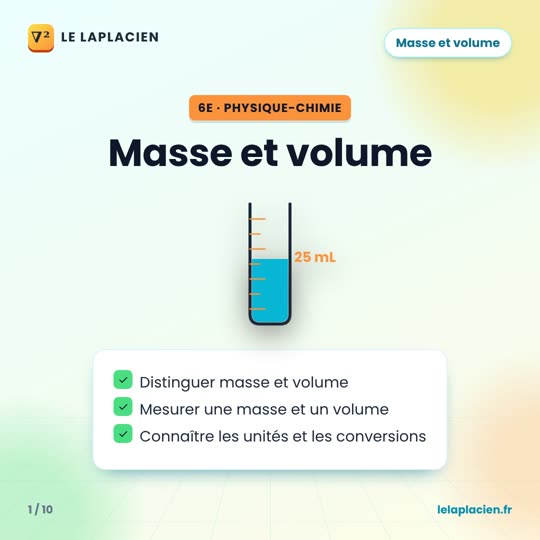 ∇² LE LAPLACIEN
Masse et volume
6E · PHYSIQUE-CHIMIE
Masse et volume
25 mL
Distinguer masse et volume
Mesurer une masse et un volume
Connaître les unités et les conversions
1 / 10
lelaplacien.fr